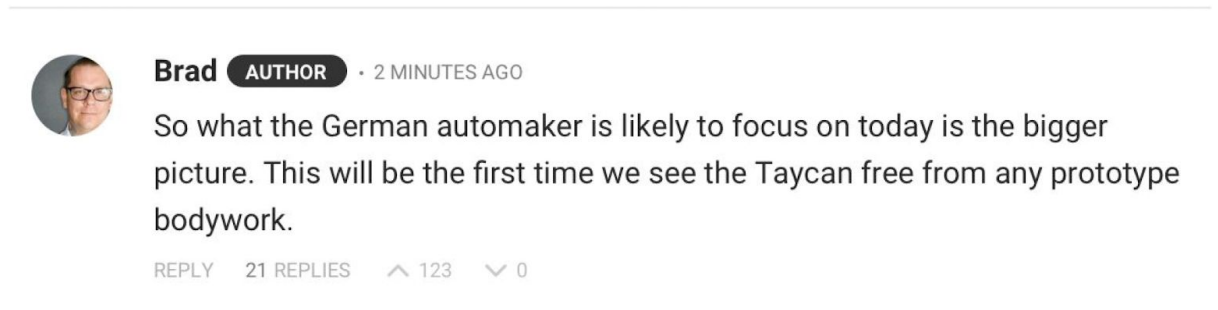 Brad AUTHOR · 2 MINUTES AGO
So what the German automaker is likely to focus on today is the bigger
picture. This will be the first time we see the Taycan free from any prototype
bodywork.
REPLY 21 REPLIES 123 0